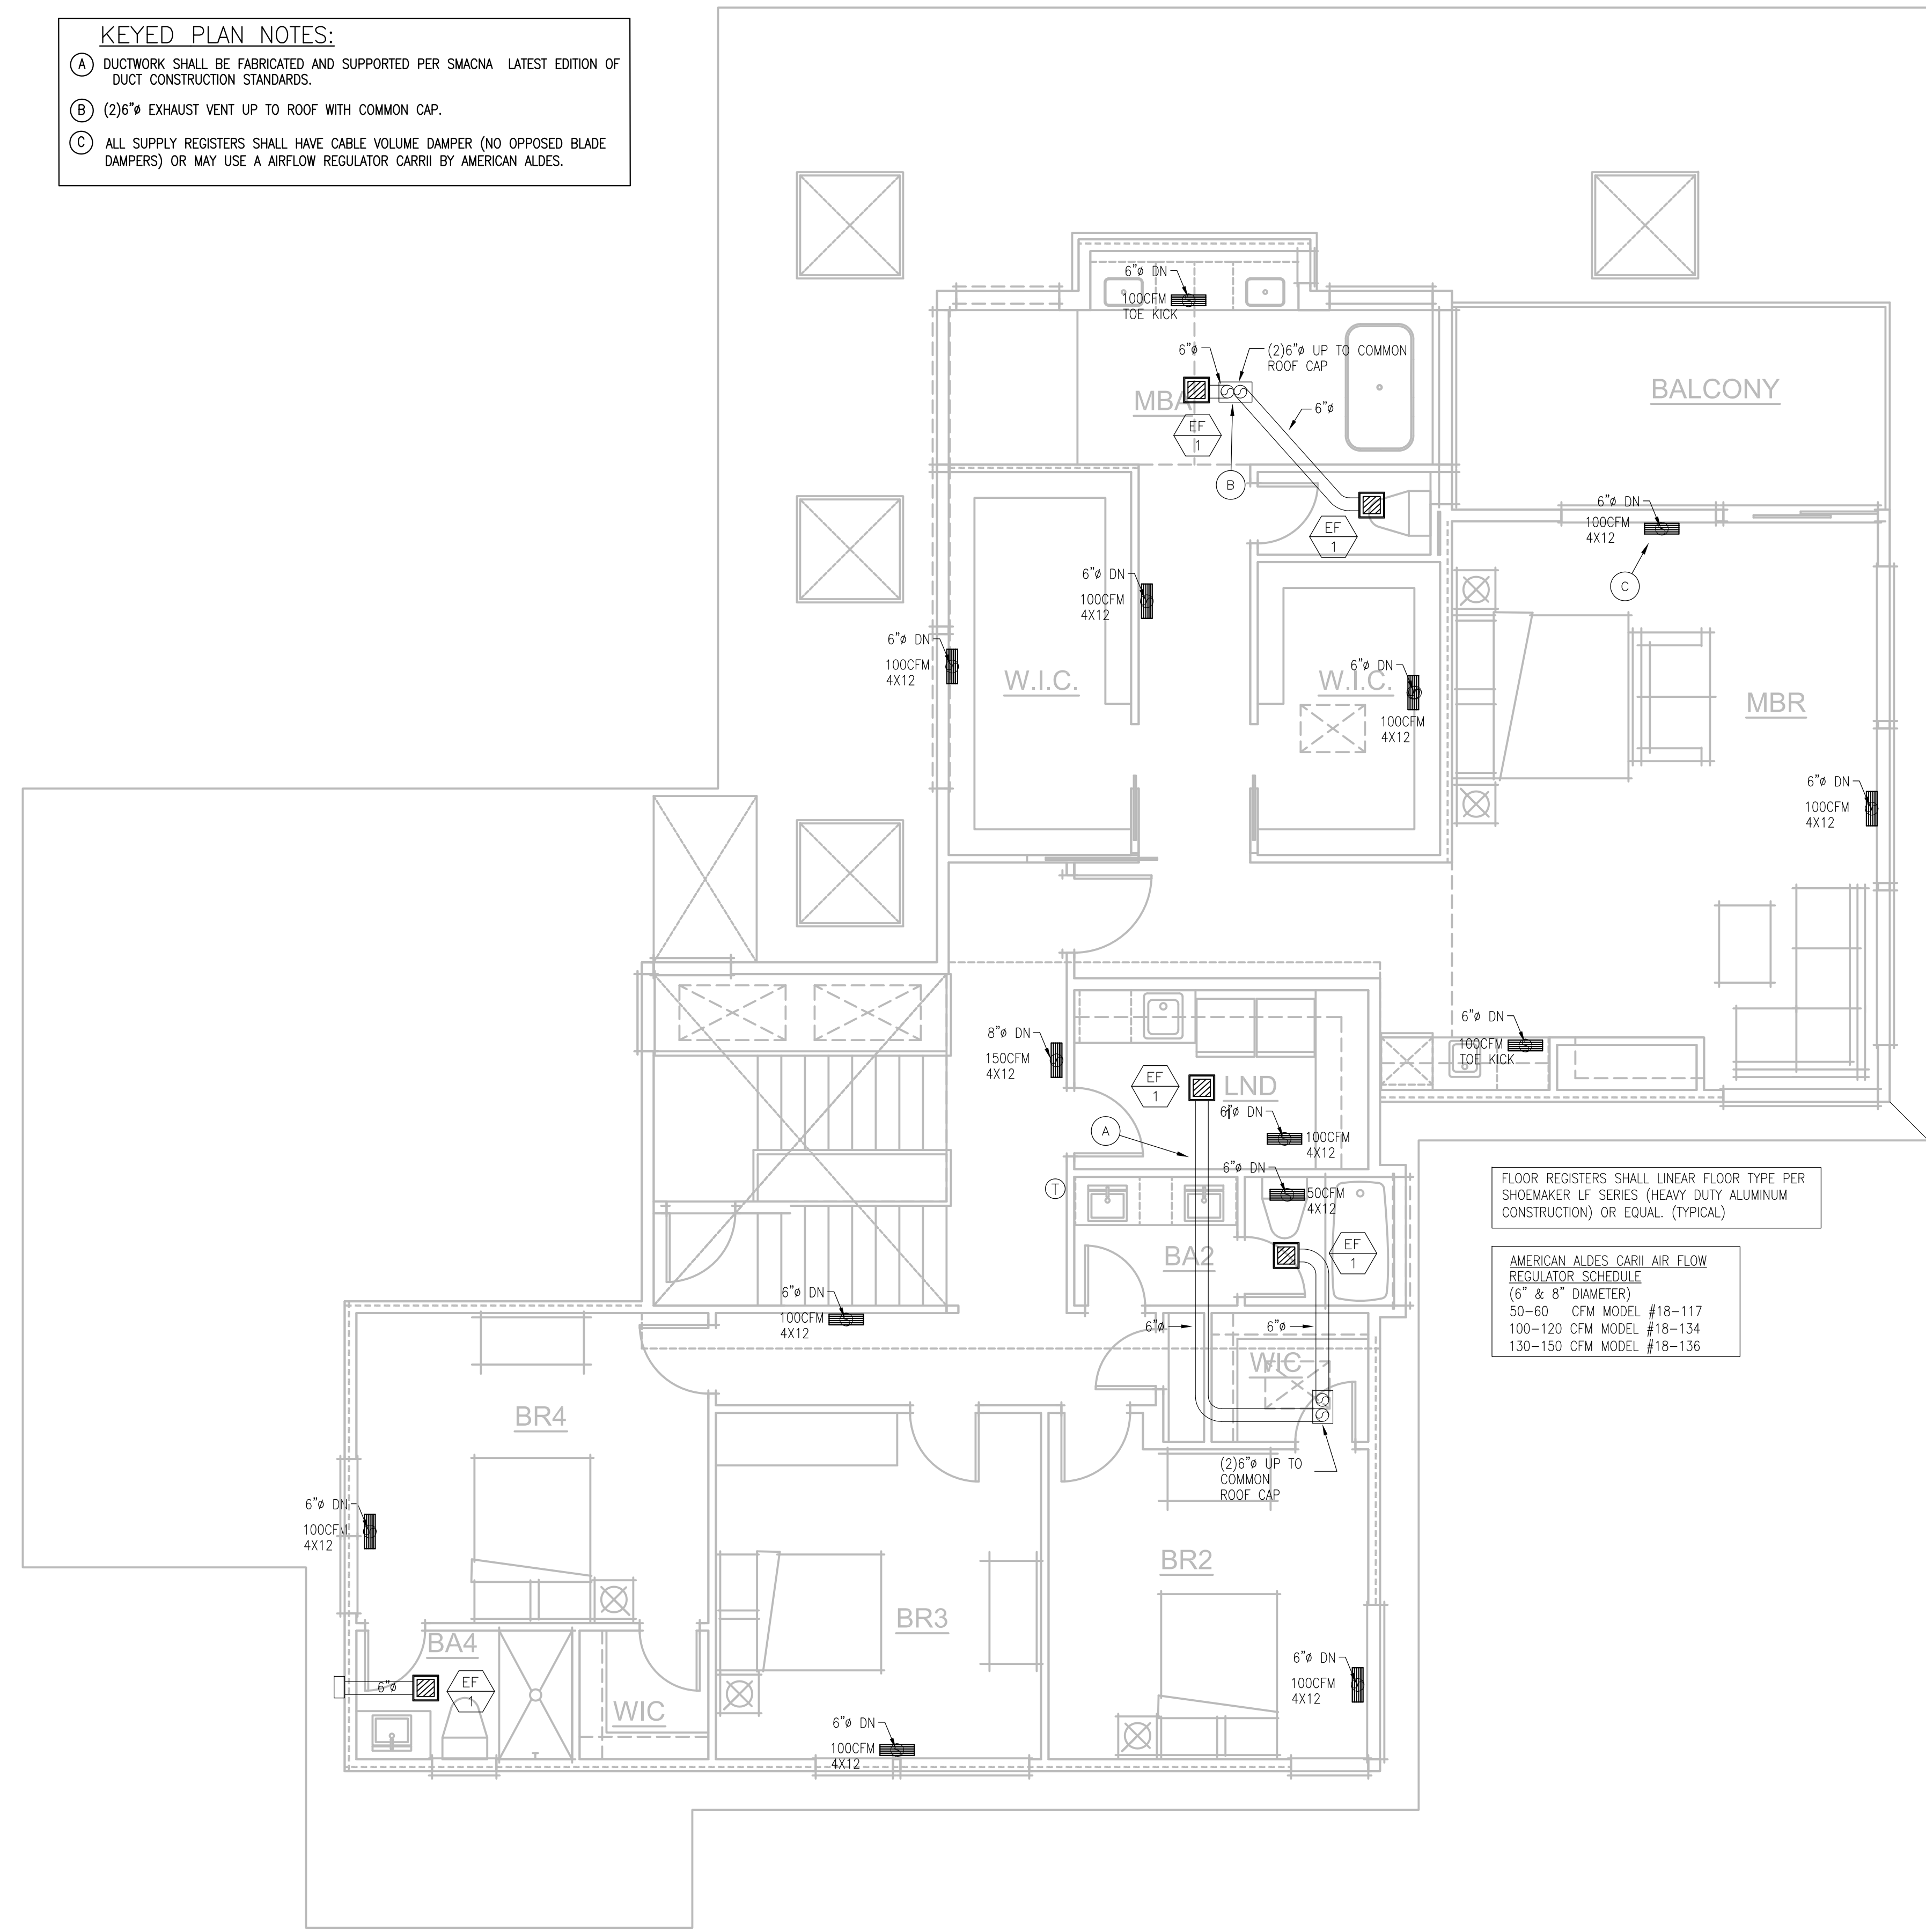 KEYED PLAN NOTES:
A DUCTWORK SHALL BE FABRICATED AND SUPPORTED PER SMACNA LATEST EDITION OF
DUCT CONSTRUCTION STANDARDS.
B (2)6"ø EXHAUST VENT UP TO ROOF WITH COMMON CAP.
C ALL SUPPLY REGISTERS SHALL HAVE CABLE VOLUME DAMPER (NO OPPOSED BLADE
DAMPERS) OR MAY USE A AIRFLOW REGULATOR CARRII BY AMERICAN ALDES.
6"ø DN
100CFM
TOE KICK
6"ø
(2)6"ø UP TO COMMON
ROOF CAP
MBA
6"ø
EF
1
B
EF
1
BALCONY
6"ø DN
100CFM
4X12
C
6"ø DN
100CFM
4X12
6"ø DN
100CFM
4X12
W.I.C.
6"ø DN
W.I.C.
100CFM
4X12
MBR
6"ø DN
100CFM
4X12
8"ø DN
150CFM
4X12
6"ø DN
100CFM
TOE KICK
EF
1
LND
1
6"ø DN
100CFM
4X12
A
6"ø DN
50CFM
4X12
T
BA2
EF
1
FLOOR REGISTERS SHALL LINEAR FLOOR TYPE PER
SHOEMAKER LF SERIES (HEAVY DUTY ALUMINUM
CONSTRUCTION) OR EQUAL. (TYPICAL)
AMERICAN ALDES CARII AIR FLOW
REGULATOR SCHEDULE
(6" & 8" DIAMETER)
50-60 CFM MODEL #18-117
100-120 CFM MODEL #18-134
130-150 CFM MODEL #18-136
6"ø DN
100CFM
4X12
6"ø
6"ø
WIC
(2)6"ø UP TO
COMMON
ROOF CAP
BR4
6"ø DN
100CFM
4X12
BR3
BR2
BA4
6"ø
EF
1
WIC
6"ø DN
100CFM
4X12
6"ø DN
100CFM
4X12